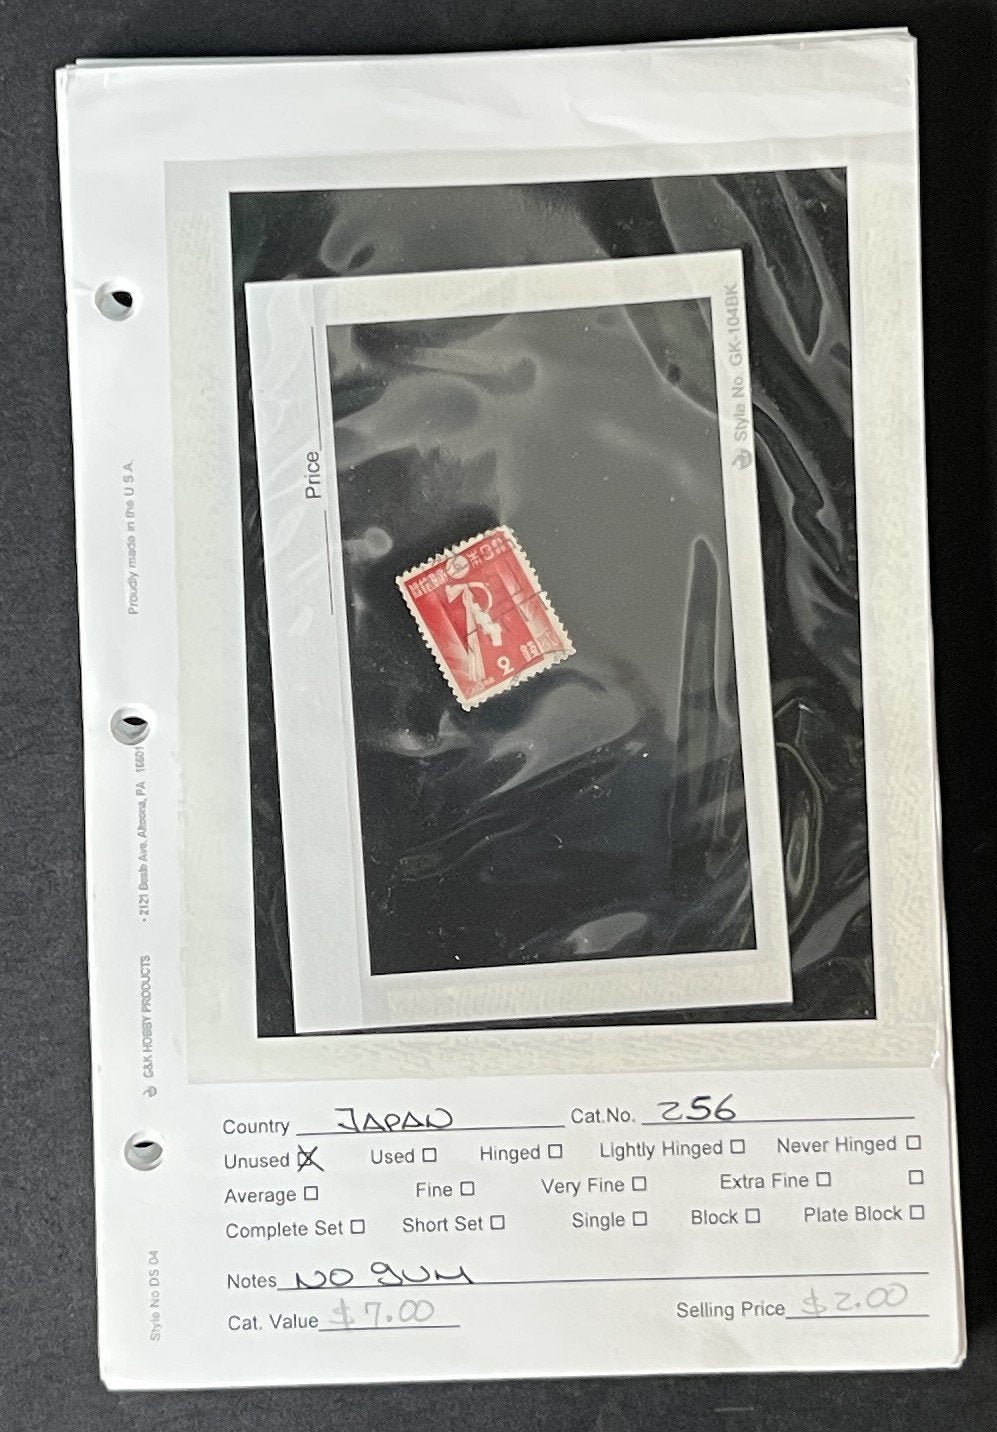 Proudly made in the U.S.A.
• 2121 Beale Ave. Altoona, PA 16601
G&K HOBBY PRODUCTS
Style No DS 04
Price
Style No. GK-104BK
2
Country JAPAN Cat.No. 256
Unused Used Hinged Lightly Hinged Never Hinged
Average Fine Very Fine Extra Fine
Complete Set Short Set Single Block Plate Block
Notes NO GUM
Cat. Value $7.00 Selling Price $2.00